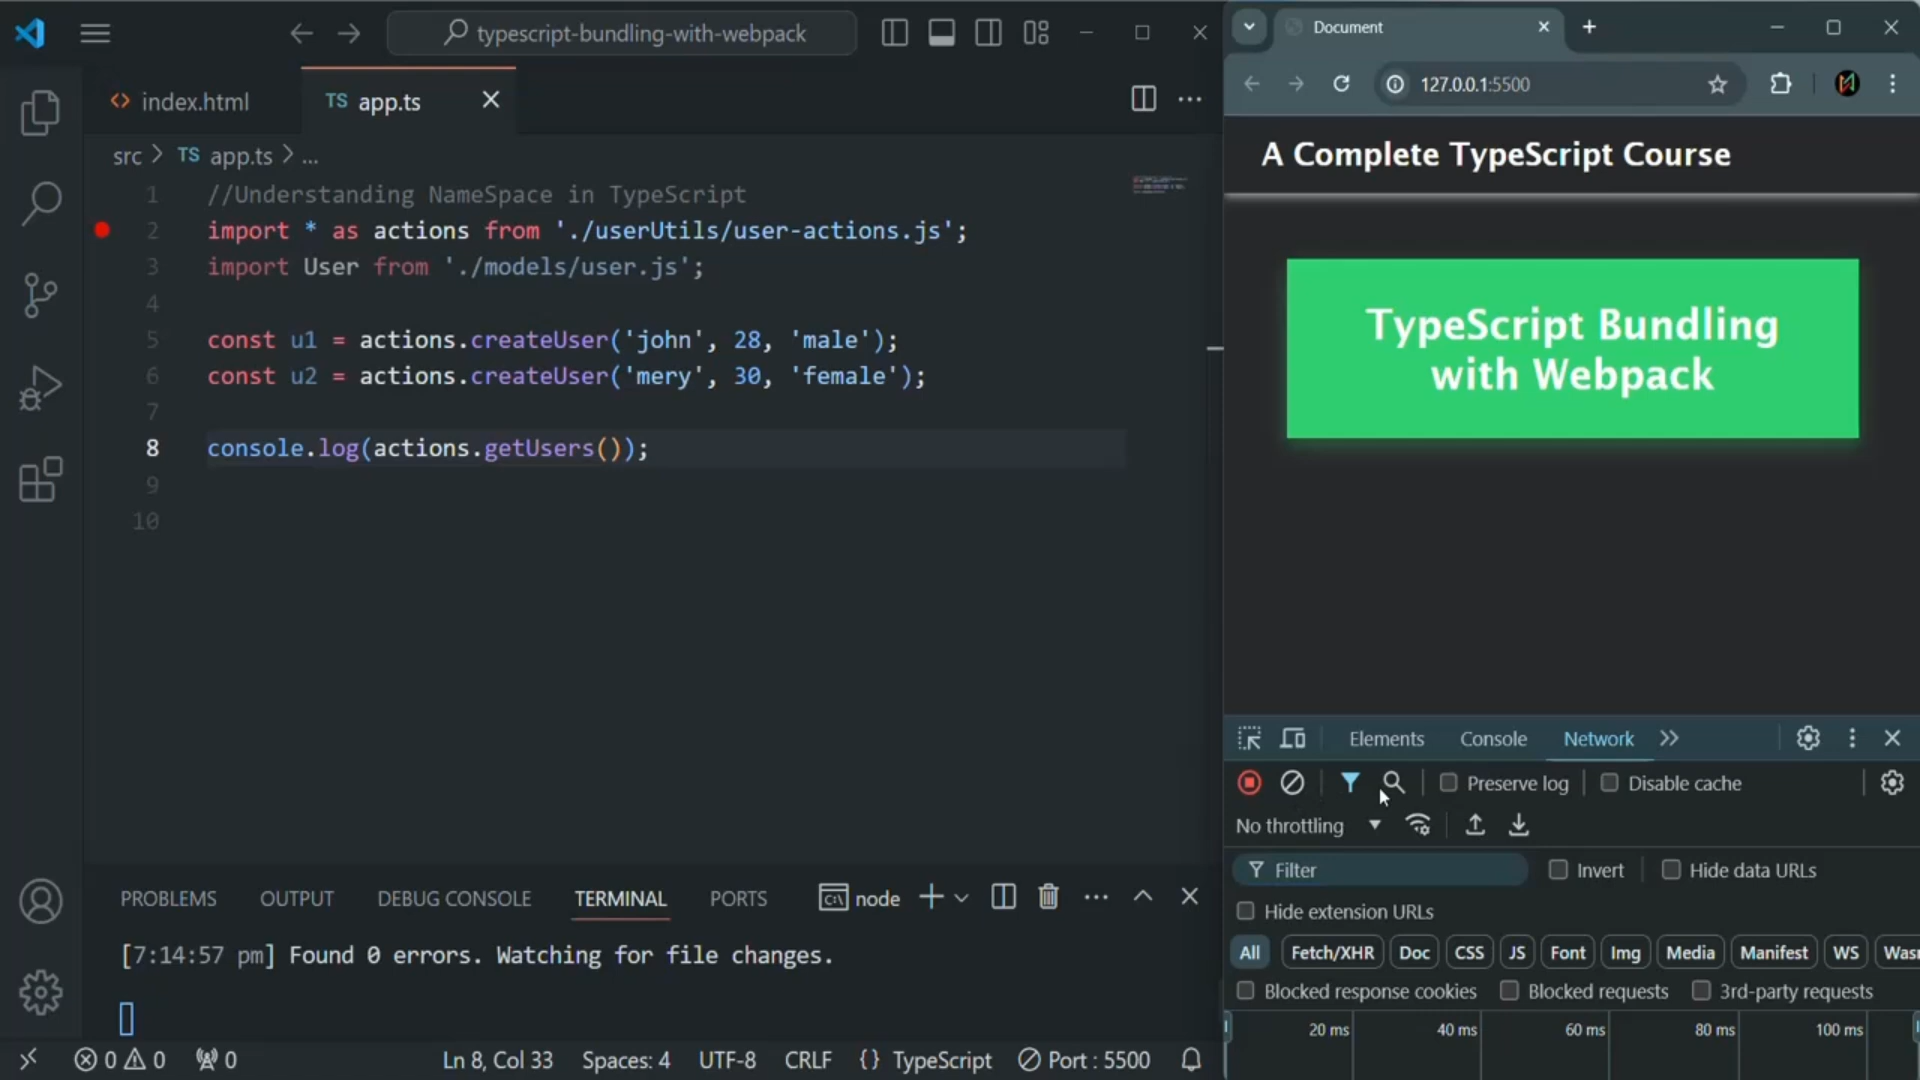 typescript-bundling-with-webpack
index.html
TS app.ts
src > TS app.ts > ...
1 //Understanding NameSpace in TypeScript
2 import * as actions from './userUtils/user-actions.js';
3 import User from './models/user.js';
4
5 const u1 = actions.createUser('john', 28, 'male');
6 const u2 = actions.createUser('mery', 30, 'female');
7
8 console.log(actions.getUsers());
9
10
PROBLEMS OUTPUT DEBUG CONSOLE TERMINAL PORTS node
[7:14:57 pm] Found 0 errors. Watching for file changes.
0 0 0 Ln 8, Col 33 Spaces: 4 UTF-8 CRLF {} TypeScript Port : 5500
Document
127.0.0.1:5500
A Complete TypeScript Course
TypeScript Bundling
with Webpack
Elements Console Network
Preserve log Disable cache
No throttling
Filter Invert Hide data URLs
Hide extension URLs
All Fetch/XHR Doc CSS JS Font Img Media Manifest WS
Blocked response cookies Blocked requests 3rd-party requests
20 ms 40 ms 60 ms 80 ms 100 ms